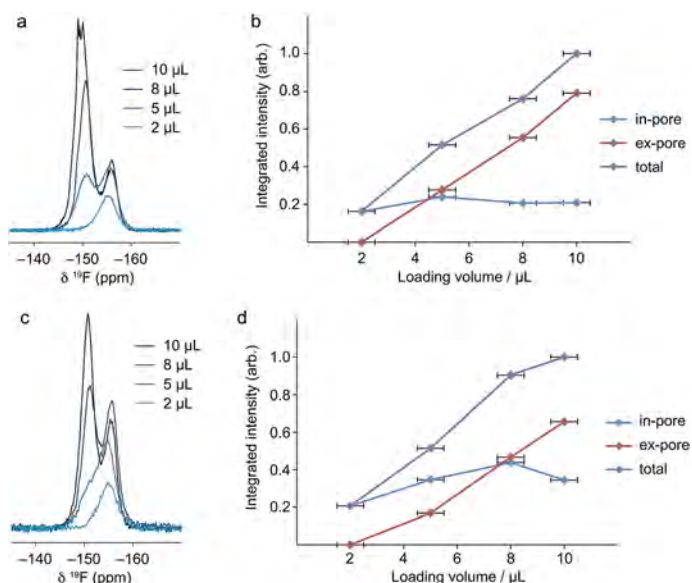 a
10 µL
8 µL
5 µL
2 µL
−140
−150
−160
δ ¹⁹F (ppm)
b
Integrated intensity (arb.)
1.0
0.8
0.6
0.4
0.2
0
2
4
6
8
10
Loading volume / µL
in-pore
ex-pore
total
c
10 µL
8 µL
5 µL
2 µL
−140
−150
−160
δ ¹⁹F (ppm)
d
Integrated intensity (arb.)
1.0
0.8
0.6
0.4
0.2
0
2
4
6
8
10
Loading volume / µL
in-pore
ex-pore
total